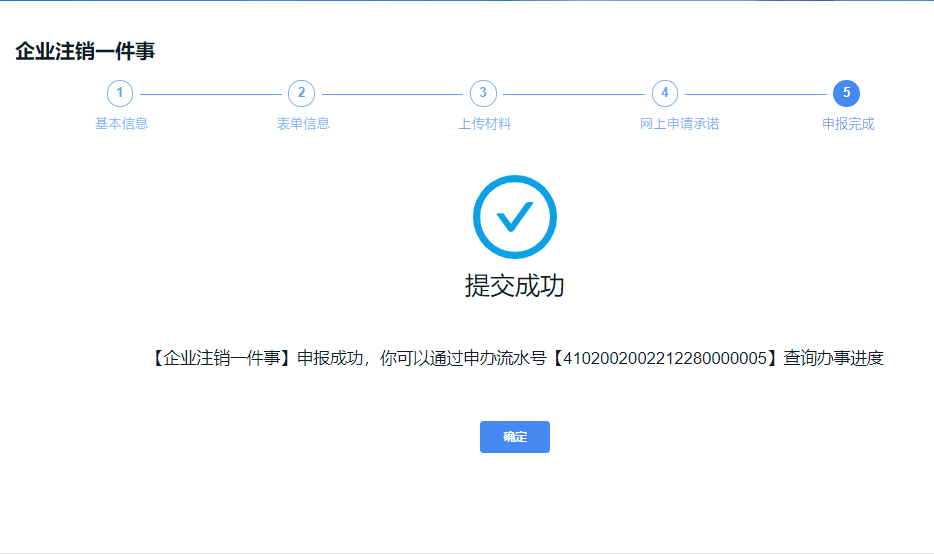 企业注销一件事
1 2 3 4 5
基本信息 表单信息 上传材料 网上申请承诺 申报完成
提交成功
【企业注销一件事】申报成功，你可以通过申办流水号【4102002002212280000005】查询办事进度
确定